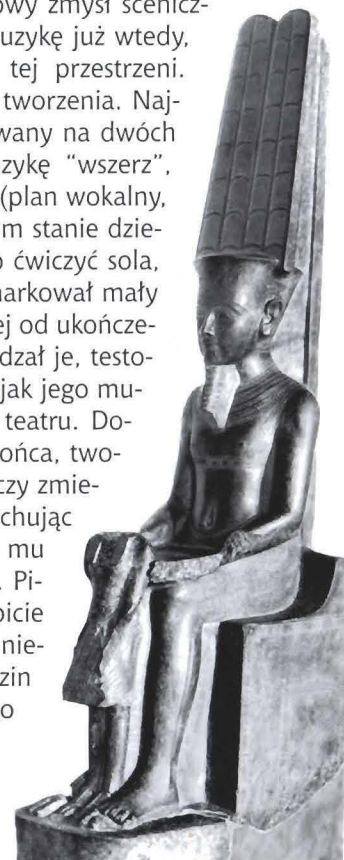 owy zmysł scenicz-
uzykę już wtedy,
tej przestrzeni.
tworzenia. Naj-
wany na dwóch
zykę "wszerz",
(plan wokalny,
m stanie dzie-
o ćwiczyć sola,
narkował mały
ej od ukończe-
dzał je, testo-
jak jego mu-
teatru. Do-
ońca, two-
czy zmie-
chując
mu
. Pi-
bicie
nie-
zin
o